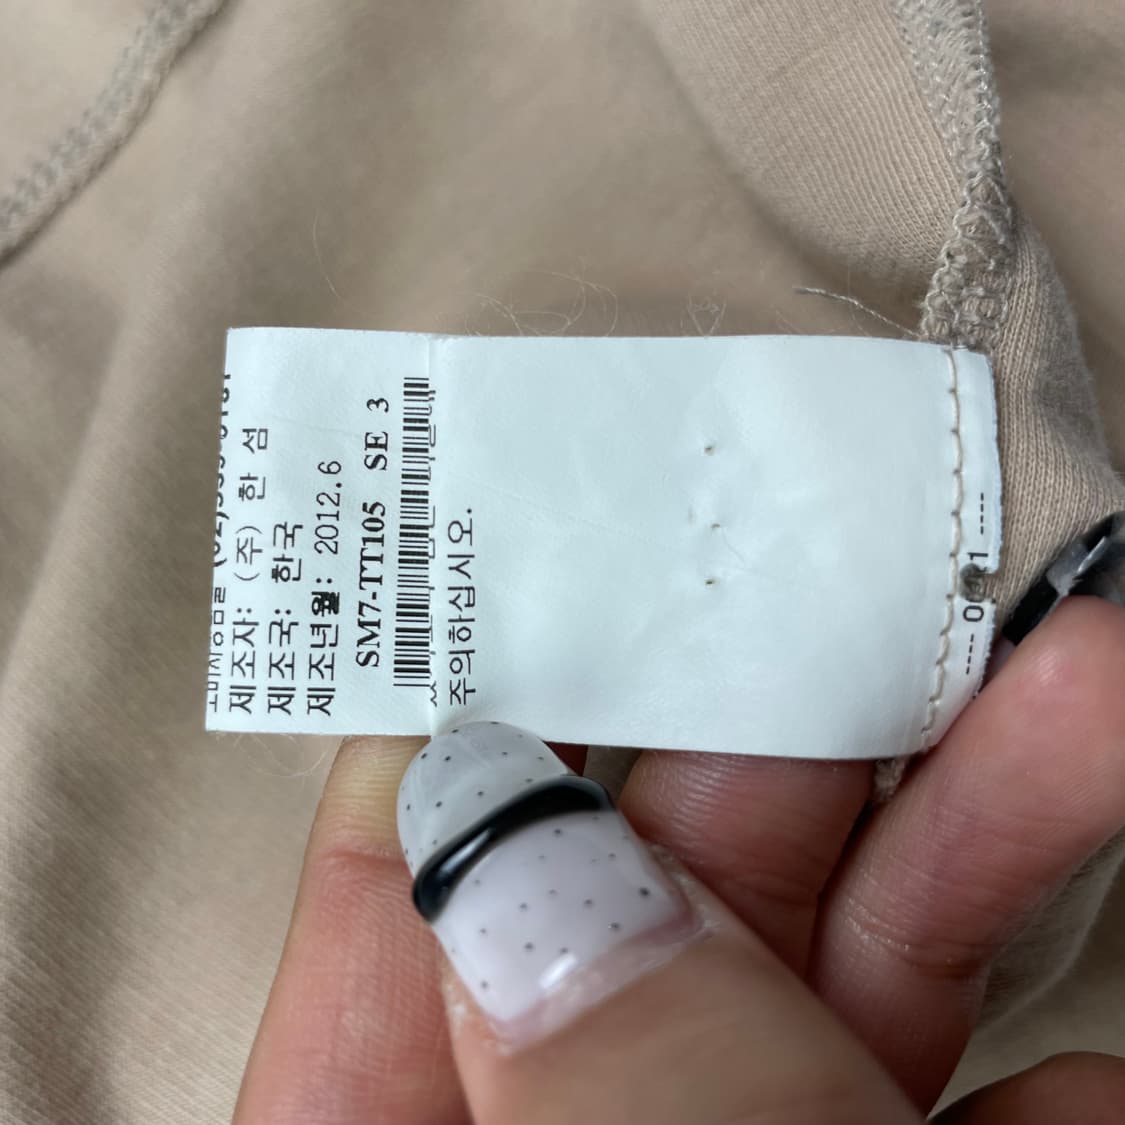 제조자: (주) 한 섬
제조국: 한국
제조년월: 2012.6
SM7-TT105 SE 3
주의하십시오.